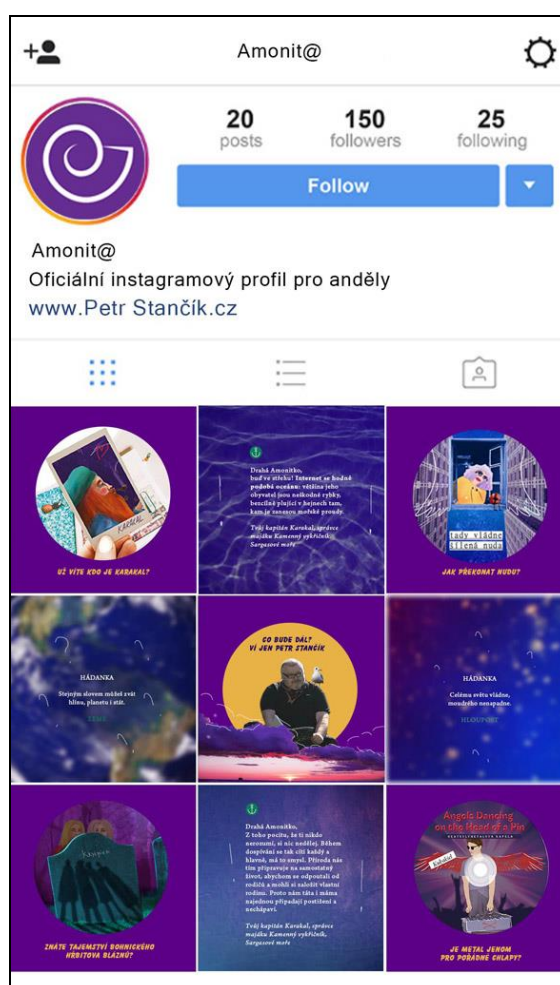 Amonit@
20
150
25
posts
followers
following
Follow
Amonit@
Oficiální instagramový profil pro anděly
www.Petr Stančík.cz
KARAKAL
UŽ VÍTE KDO JE KARAKAL?
Drahá Amonitko,
buď ve střehu! Internet se hodně
podobá oceánu: většina jeho
obyvatel jsou neškodné rybky,
bezcílně plující v hejnech tam,
kam je zanesou mořské proudy.
Tvůj kapitán Karakal, správce
majáku Kamenný vykřičník,
Sargasové moře
tady vládne
šílená nuda
JAK PŘEKONAT NUDU?
HÁDANKA
Stejným slovem můžeš zvát
hlínu, planetu i stát.
ZEMĚ
CO BUDE DÁL?
VÍ JEN PETR STANČÍK
HÁDANKA
Celému světu vládne,
moudrého nenapadne.
HLOUPOST
ZNÁTE TAJEMSTVÍ BOHNICKÉHO
HŘBITOVA BLÁZNŮ?
Drahá Amonitko,
Z toho pocitu, že ti nikdo
nerozumí, si nic nedělej. Během
dospívání se tak cítí každý a
hlavně, má to smysl. Příroda nás
tím připravuje na samostatný
život, abychom se odpoutali od
rodičů a mohli si založit vlastní
rodinu. Proto nám táta i máma
najednou připadají postižení a
nechápaví.
Tvůj kapitán Karakal, správce
majáku Kamenný vykřičník,
Sargasové moře
Angels Dancing
on the Head of a Pin
Karakal
JE METAL JENOM
PRO POŘÁDNÉ CHLAPY?